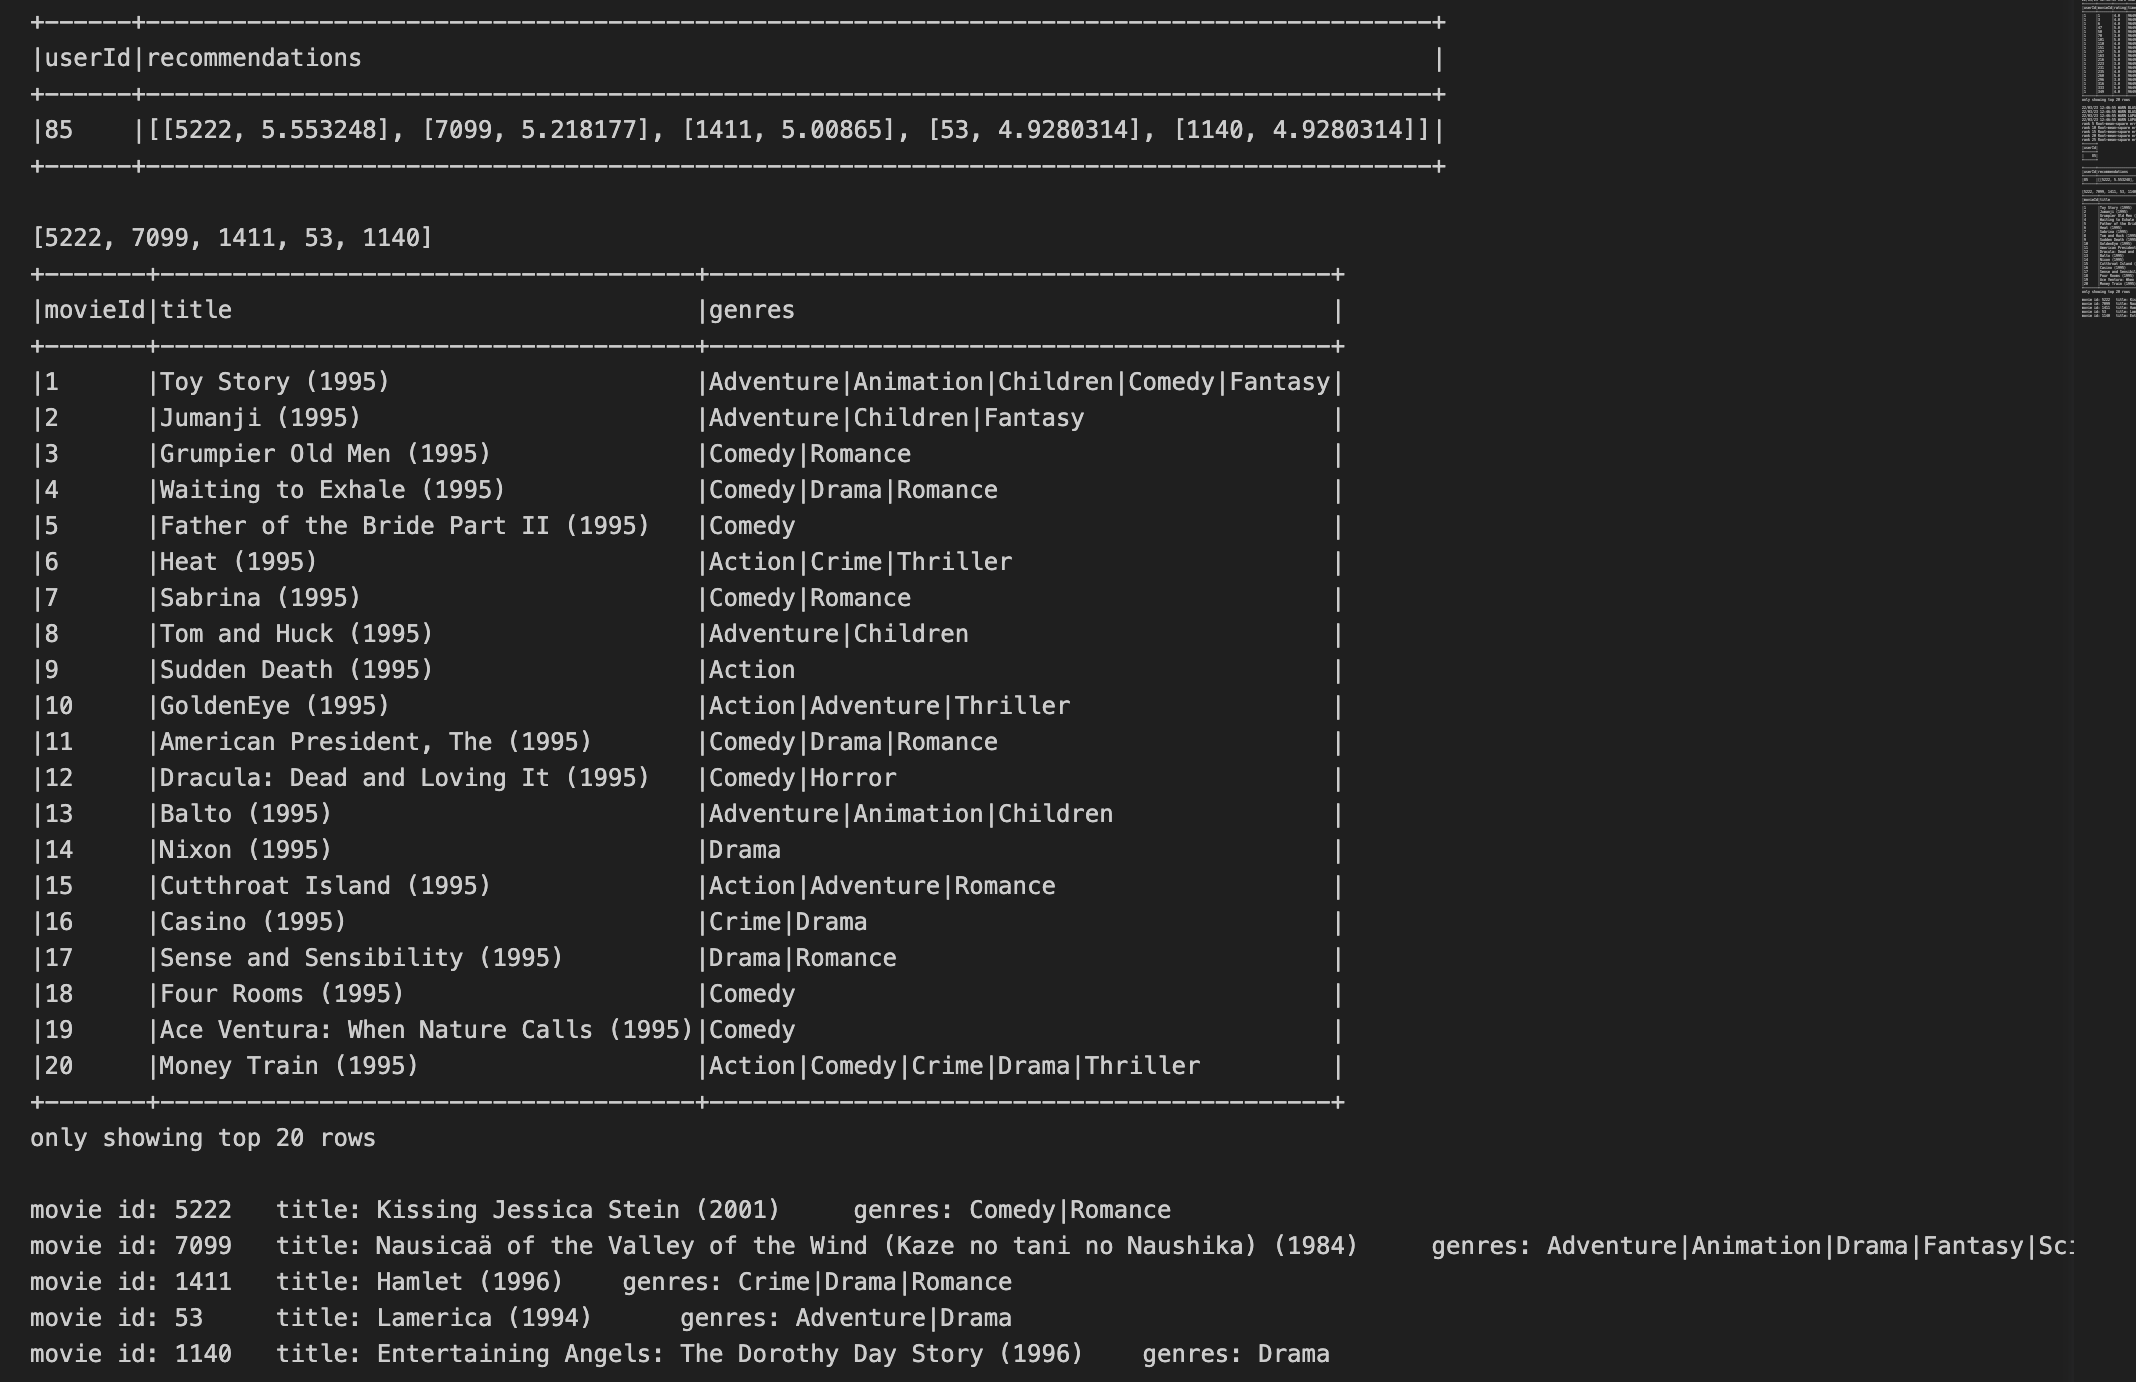 +------+-----------------------------------------------------------------------------------------+
|userId|recommendations                                                                          |
+------+-----------------------------------------------------------------------------------------+
|85    |[[5222, 5.553248], [7099, 5.218177], [1411, 5.00865], [53, 4.9280314], [1140, 4.9280314]]|
+------+-----------------------------------------------------------------------------------------+
[5222, 7099, 1411, 53, 1140]
+-------+-------------------------------------+-------------------------------------------+
|movieId|title                                |genres                                     |
+-------+-------------------------------------+-------------------------------------------+
|1      |Toy Story (1995)                     |Adventure|Animation|Children|Comedy|Fantasy|
|2      |Jumanji (1995)                       |Adventure|Children|Fantasy                 |
|3      |Grumpier Old Men (1995)              |Comedy|Romance                             |
|4      |Waiting to Exhale (1995)             |Comedy|Drama|Romance                       |
|5      |Father of the Bride Part II (1995)   |Comedy                                     |
|6      |Heat (1995)                          |Action|Crime|Thriller                      |
|7      |Sabrina (1995)                       |Comedy|Romance                             |
|8      |Tom and Huck (1995)                  |Adventure|Children                         |
|9      |Sudden Death (1995)                  |Action                                     |
|10     |GoldenEye (1995)                     |Action|Adventure|Thriller                  |
|11     |American President, The (1995)       |Comedy|Drama|Romance                       |
|12     |Dracula: Dead and Loving It (1995)   |Comedy|Horror                              |
|13     |Balto (1995)                         |Adventure|Animation|Children               |
|14     |Nixon (1995)                         |Drama                                      |
|15     |Cutthroat Island (1995)              |Action|Adventure|Romance                   |
|16     |Casino (1995)                        |Crime|Drama                                |
|17     |Sense and Sensibility (1995)         |Drama|Romance                              |
|18     |Four Rooms (1995)                    |Comedy                                     |
|19     |Ace Ventura: When Nature Calls (1995)|Comedy                                     |
|20     |Money Train (1995)                   |Action|Comedy|Crime|Drama|Thriller         |
+-------+-------------------------------------+-------------------------------------------+
only showing top 20 rows
movie id: 5222   title: Kissing Jessica Stein (2001)     genres: Comedy|Romance
movie id: 7099   title: Nausicaä of the Valley of the Wind (Kaze no tani no Naushika) (1984)     genres: Adventure|Animation|Drama|Fantasy|Sci
movie id: 1411   title: Hamlet (1996)    genres: Crime|Drama|Romance
movie id: 53     title: Lamerica (1994)      genres: Adventure|Drama
movie id: 1140   title: Entertaining Angels: The Dorothy Day Story (1996)    genres: Drama